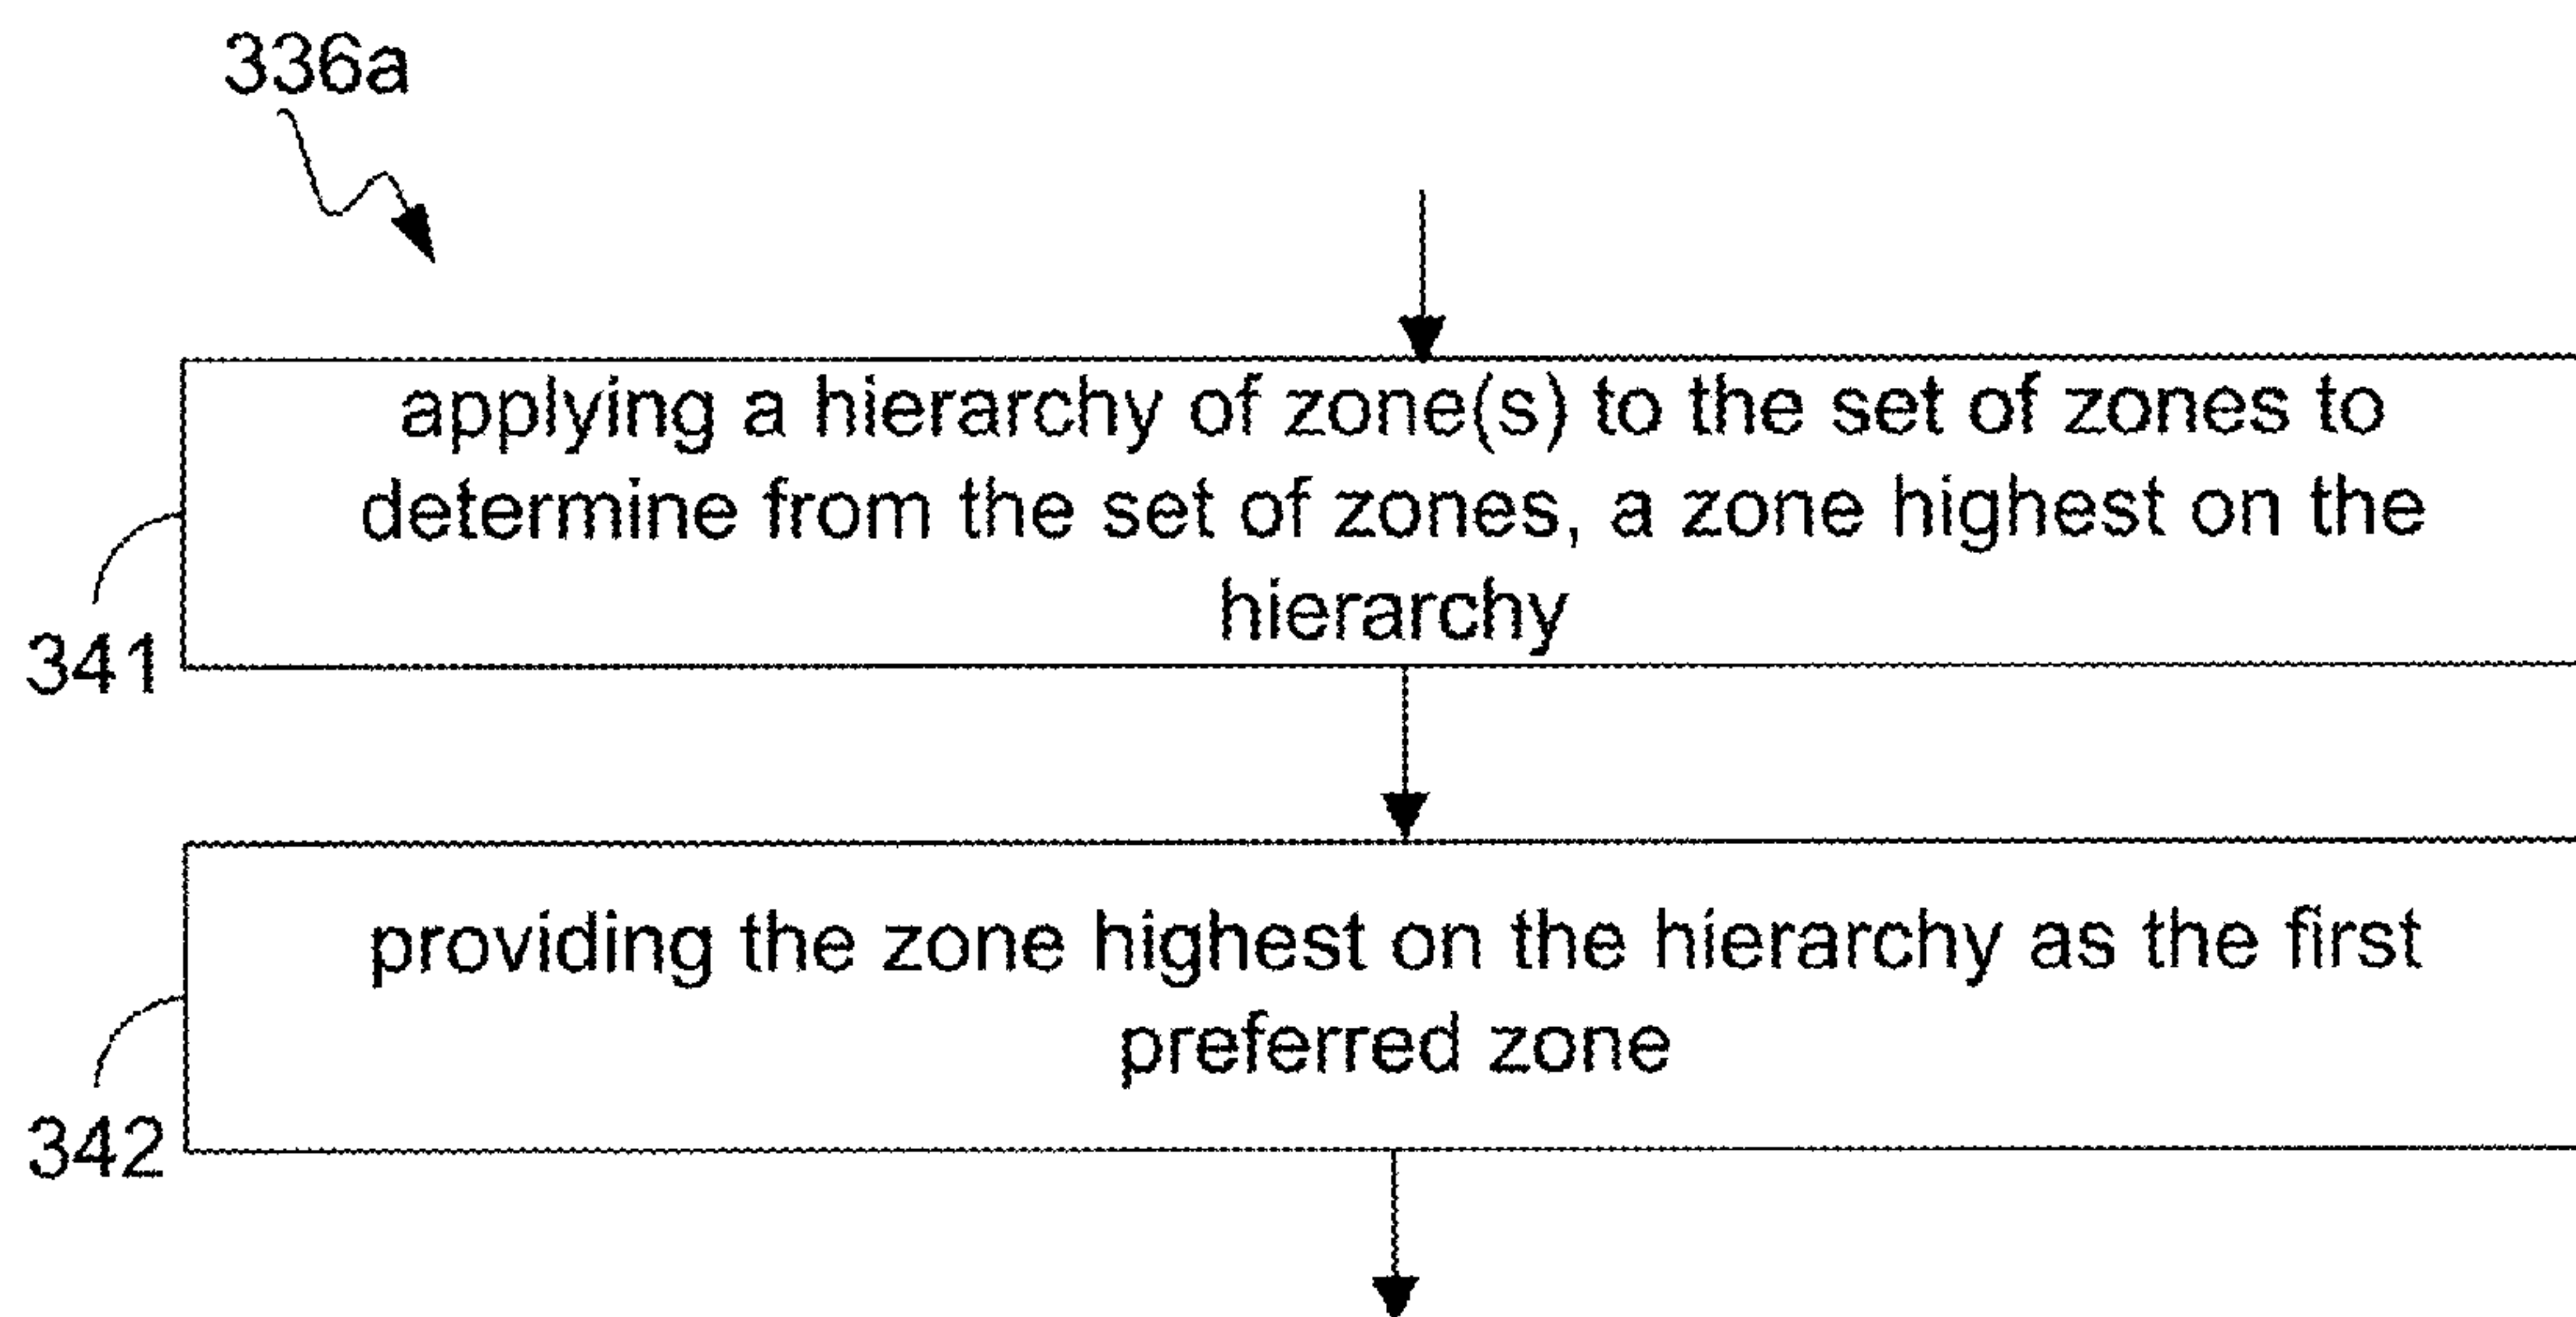 336a
applying a hierarchy of zone(s) to the set of zones to
determine from the set of zones, a zone highest on the
hierarchy
341
providing the zone highest on the hierarchy as the first
preferred zone
342